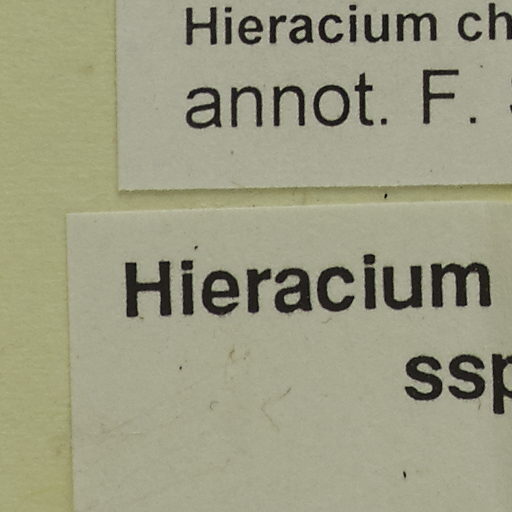 Hieracium ch
annot. F.
Hieracium
ssp